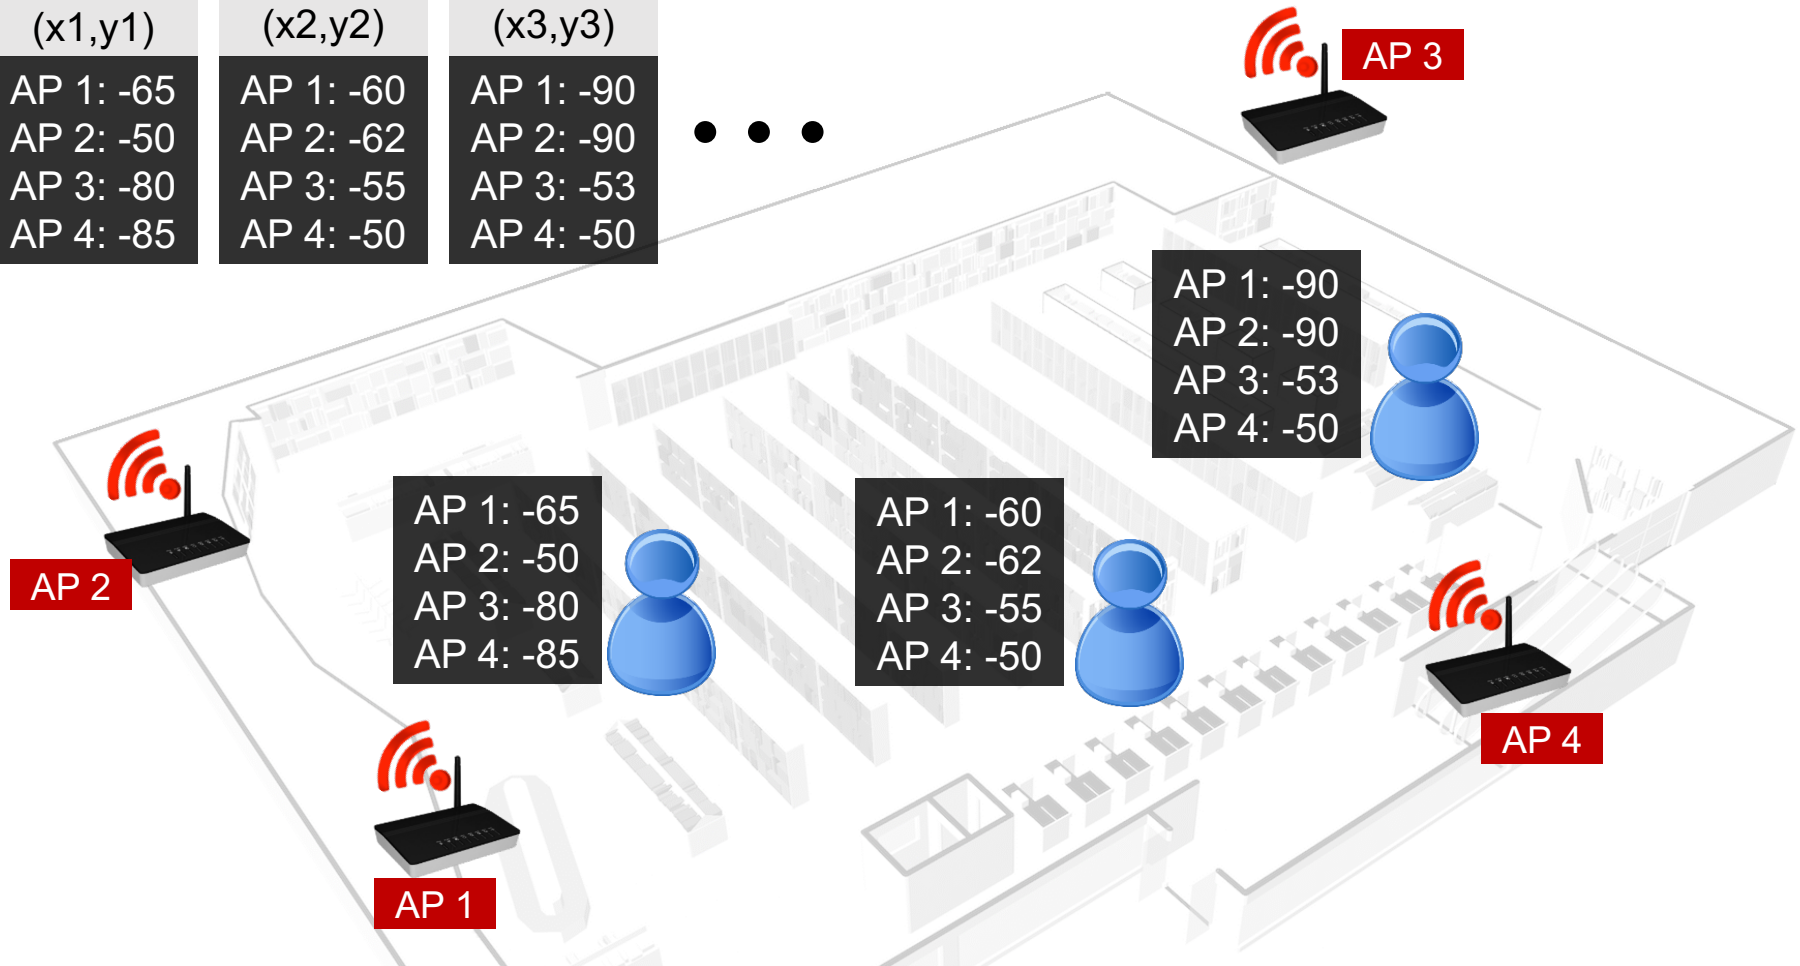 (x1,y1)
AP 1: -65
AP 2: -50
AP 3: -80
AP 4: -85
(x2,y2)
AP 1: -60
AP 2: -62
AP 3: -55
AP 4: -50
(x3,y3)
AP 1: -90
AP 2: -90
AP 3: -53
AP 4: -50
AP 3
AP 1: -90
AP 2: -90
AP 3: -53
AP 4: -50
AP 2
AP 1: -65
AP 2: -50
AP 3: -80
AP 4: -85
AP 1: -60
AP 2: -62
AP 3: -55
AP 4: -50
AP 4
AP 1